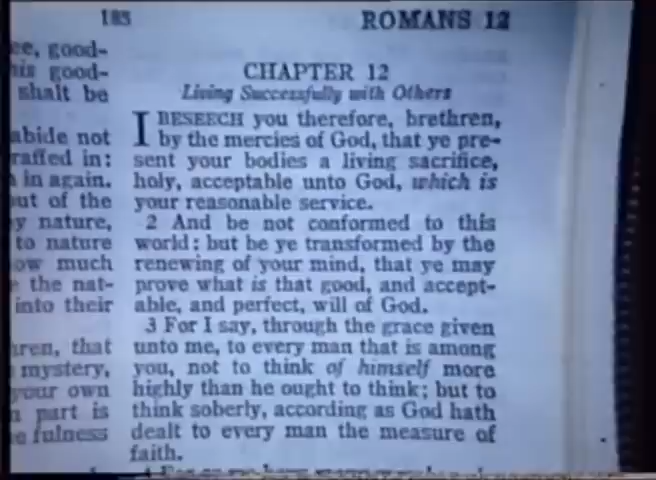 183
ROMANS 12
good-
good-
shalt be
abide not
in:
in again.
of the
nature,
to nature
much
the nat-
into their
that
mystery,
your own
part is
fulness
CHAPTER 12
Living Successfully with Others
I BESEECH you therefore, brethren,
by the mercies of God, that ye pre-
sent your bodies a living sacrifice,
holy, acceptable unto God, which is
your reasonable service.
2 And be not conformed to this
world: but be ye transformed by the
renewing of your mind, that ye may
prove what is that good, and accept-
able, and perfect, will of God.
3 For I say, through the grace given
unto me, to every man that is among
you, not to think of himself more
highly than he ought to think; but to
think soberly, according as God hath
dealt to every man the measure of
faith.